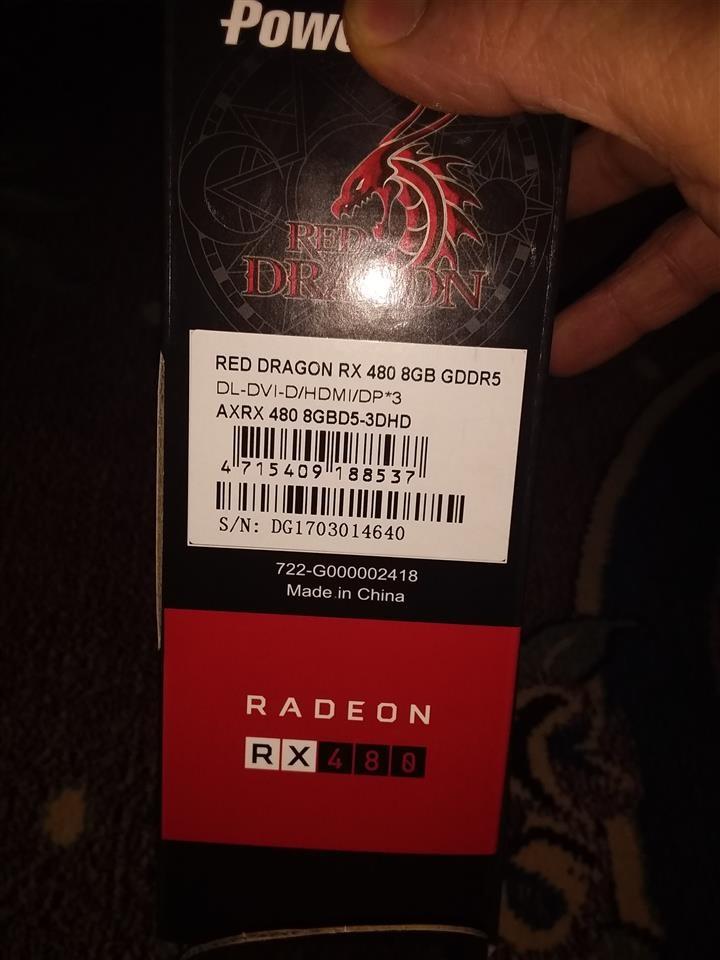 RED
DRAGON
RED DRAGON RX 480 8GB GDDR5
DL-DVI-D/HDMI/DP*3
AXRX 480 8GBD5-3DHD
4 715409 188537
S/N: DG1703014640
722-G000002418
Made in China
RADEON
RX 480